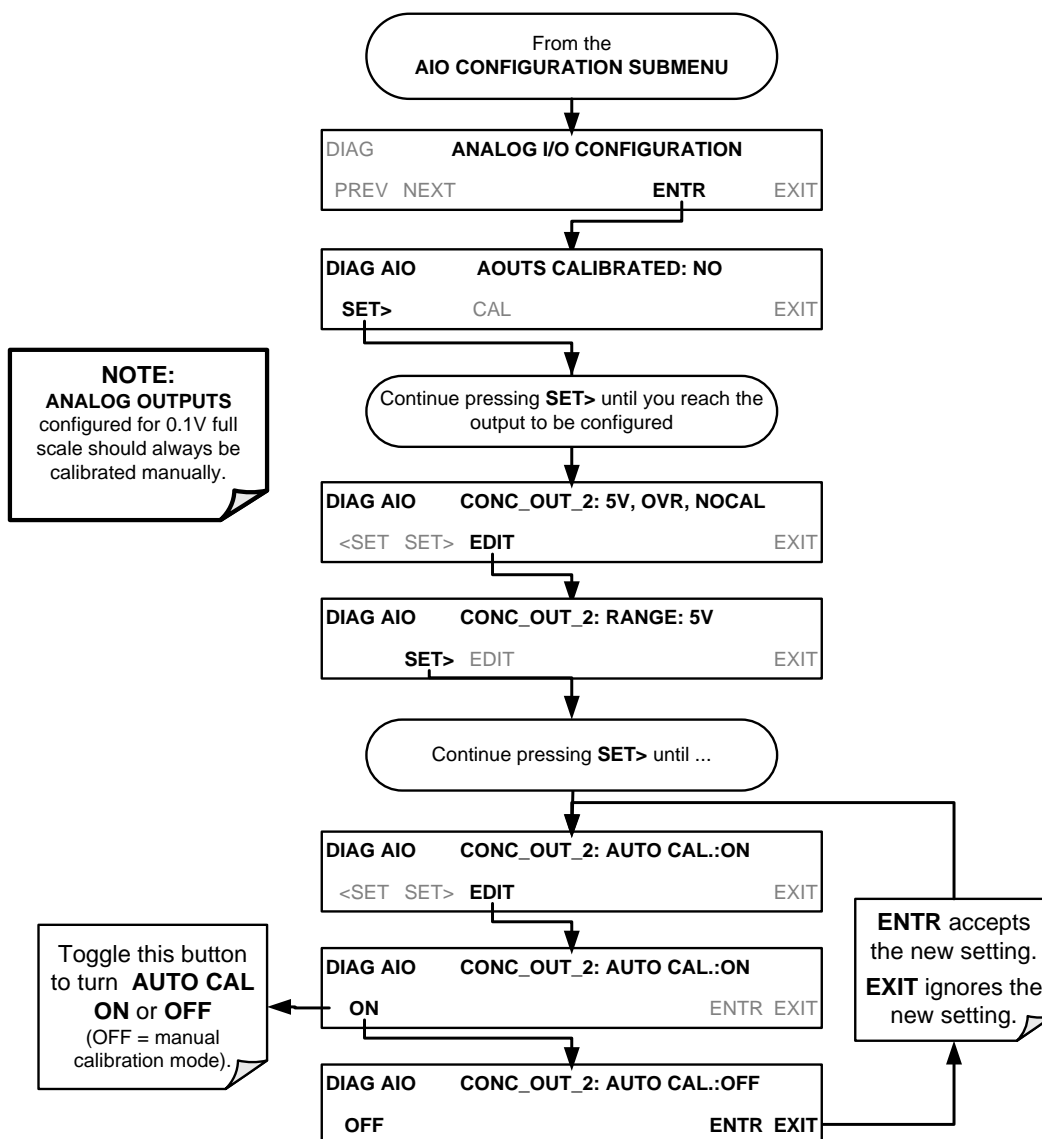 From the
AIO CONFIGURATION SUBMENU
DIAG ANALOG I/O CONFIGURATION
PREV NEXT ENTR EXIT
DIAG AIO AOUTS CALIBRATED: NO
SET> CAL EXIT
NOTE:
ANALOG OUTPUTS
configured for 0.1V full
scale should always be
calibrated manually.
Continue pressing SET> until you reach the
output to be configured
DIAG AIO CONC_OUT_2: 5V, OVR, NOCAL
<SET SET> EDIT EXIT
DIAG AIO CONC_OUT_2: RANGE: 5V
SET> EDIT EXIT
Continue pressing SET> until ...
DIAG AIO CONC_OUT_2: AUTO CAL.:ON
<SET SET> EDIT EXIT
ENTR accepts
the new setting.
EXIT ignores the
new setting.
Toggle this button
to turn AUTO CAL
ON or OFF
(OFF = manual
calibration mode).
DIAG AIO CONC_OUT_2: AUTO CAL.:ON
ON ENTR EXIT
DIAG AIO CONC_OUT_2: AUTO CAL.:OFF
OFF ENTR EXIT